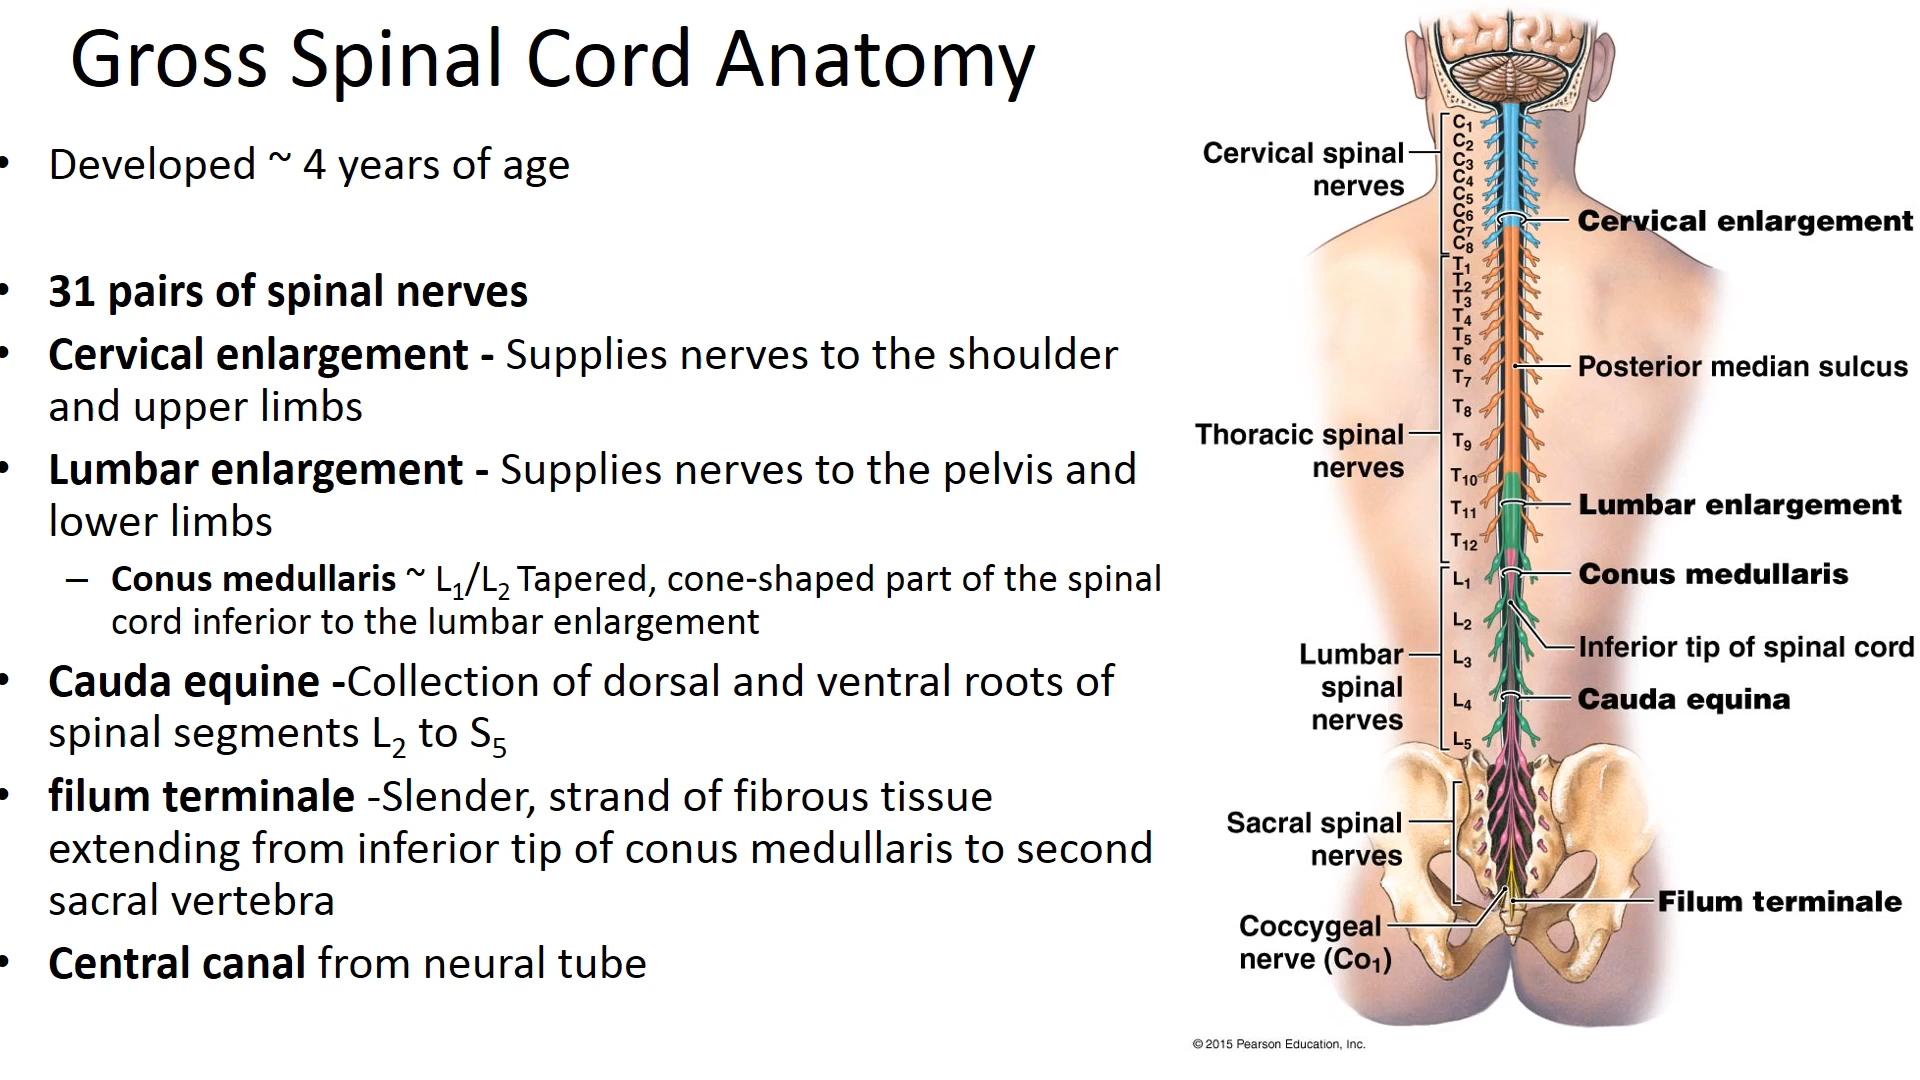 Gross Spinal Cord Anatomy
• Developed ~ 4 years of age
• 31 pairs of spinal nerves
• Cervical enlargement - Supplies nerves to the shoulder
and upper limbs
• Lumbar enlargement - Supplies nerves to the pelvis and
lower limbs
– Conus medullaris ~ L₁/L₂ Tapered, cone-shaped part of the spinal
cord inferior to the lumbar enlargement
• Cauda equine -Collection of dorsal and ventral roots of
spinal segments L₂ to S₅
• filum terminale -Slender, strand of fibrous tissue
extending from inferior tip of conus medullaris to second
sacral vertebra
• Central canal from neural tube
Cervical spinal
nerves
C₁
C₂
C₃
C₄
C₅
C₆
C₇
C₈
Cervical enlargement
T₁
T₂
T₃
T₄
T₅
T₆
T₇
T₈
T₉
T₁₀
T₁₁
T₁₂
Posterior median sulcus
Thoracic spinal
nerves
Lumbar enlargement
Conus medullaris
L₁
L₂
L₃
L₄
L₅
Inferior tip of spinal cord
Lumbar
spinal
nerves
Cauda equina
Sacral spinal
nerves
Filum terminale
Coccygeal
nerve (Co₁)
© 2015 Pearson Education, Inc.